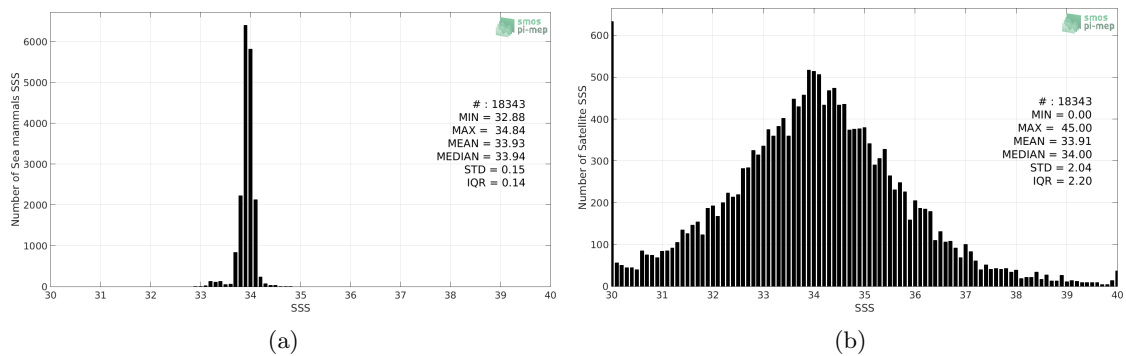 smos
pi-mep
Number of Sea mammals SSS
6000
5000
4000
3000
2000
1000
0
# : 18343
MIN = 32.88
MAX = 34.84
MEAN = 33.93
MEDIAN = 33.94
STD = 0.15
IQR = 0.14
30 31 32 33 34 35 36 37 38 39 40
SSS
(a)
smos
pi-mep
Number of Satellite SSS
600
500
400
300
200
100
0
# : 18343
MIN = 0.00
MAX = 45.00
MEAN = 33.91
MEDIAN = 34.00
STD = 2.04
IQR = 2.20
30 31 32 33 34 35 36 37 38 39 40
SSS
(b)